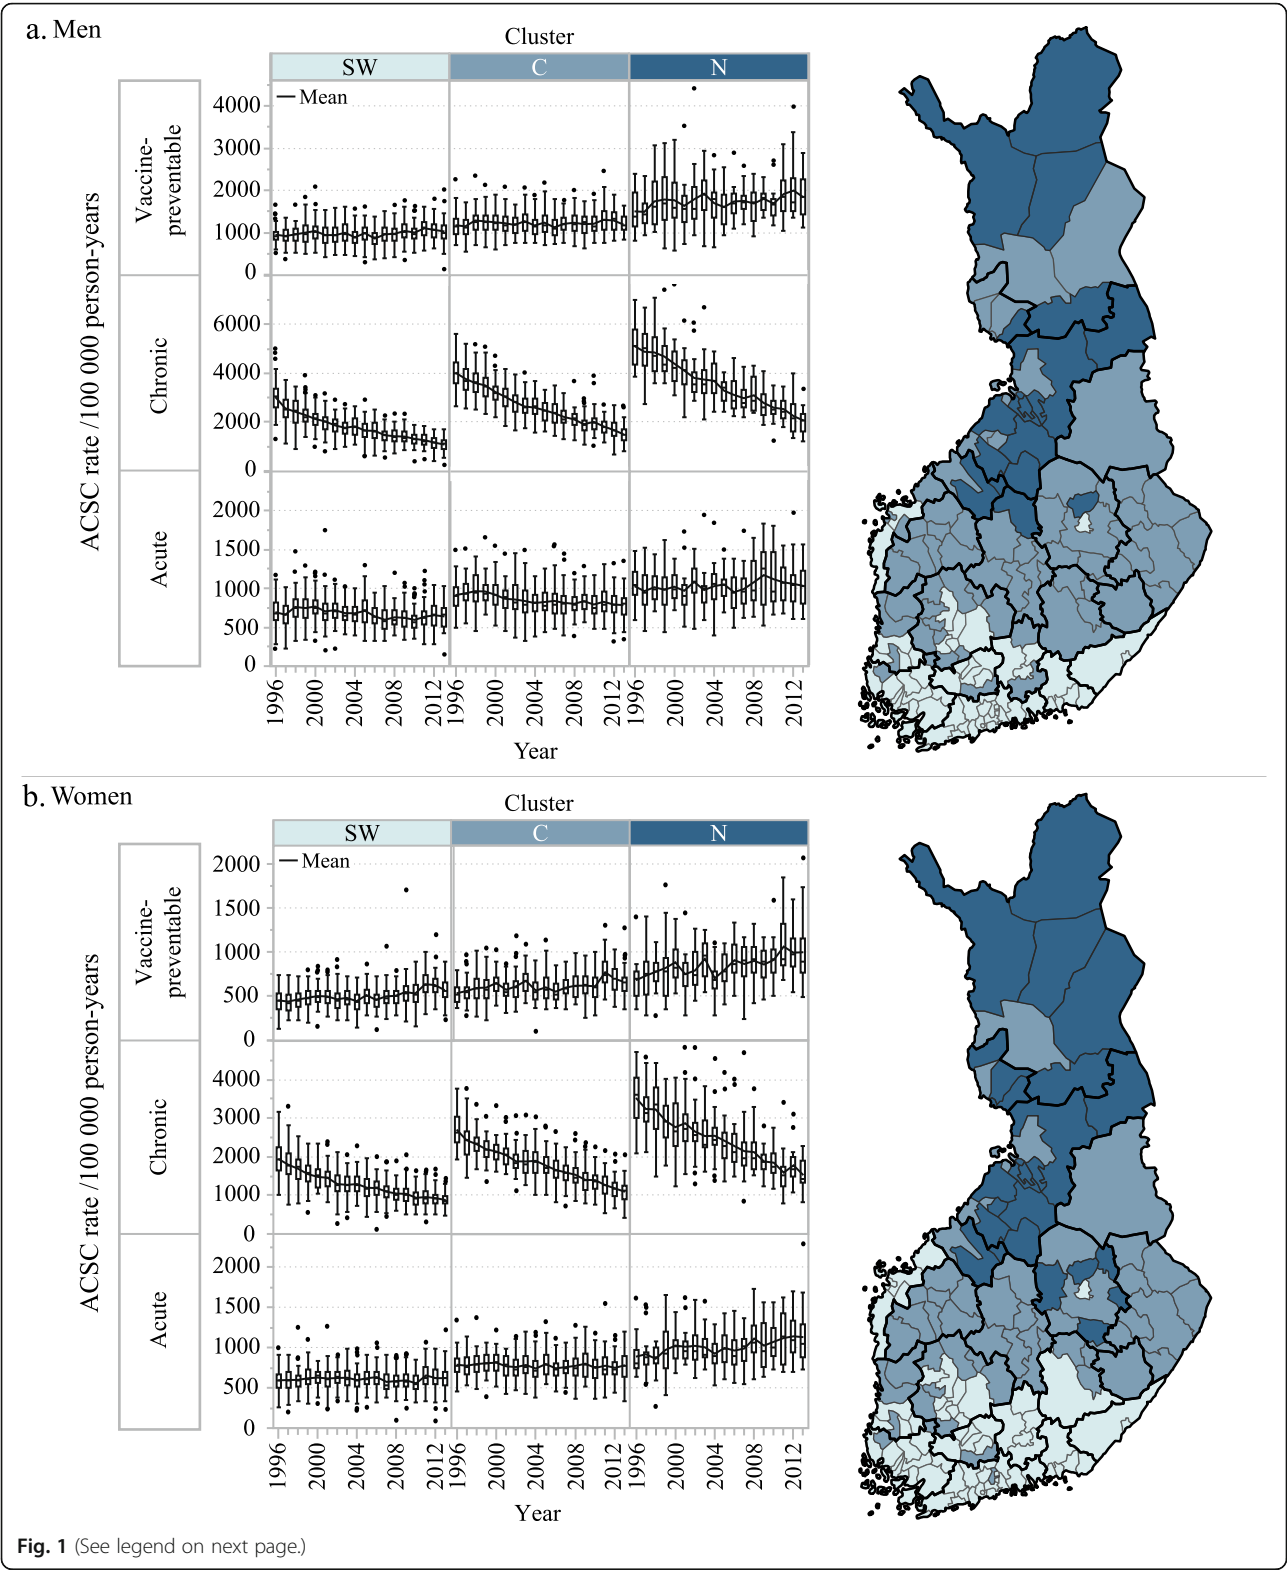 a. Men
Cluster
SW C N
Mean
Vaccine-
preventable
4000
3000
2000
1000
0
Chronic
6000
4000
2000
0
Acute
2000
1500
1000
500
0
ACSC rate /100 000 person-years
1996 2000 2004 2008 2012 1996 2000 2004 2008 2012 1996 2000 2004 2008 2012
Year
b. Women
Cluster
SW C N
Mean
Vaccine-
preventable
2000
1500
1000
500
0
Chronic
4000
3000
2000
1000
0
Acute
2000
1500
1000
500
0
ACSC rate /100 000 person-years
1996 2000 2004 2008 2012 1996 2000 2004 2008 2012 1996 2000 2004 2008 2012
Year
Fig. 1 (See legend on next page.)